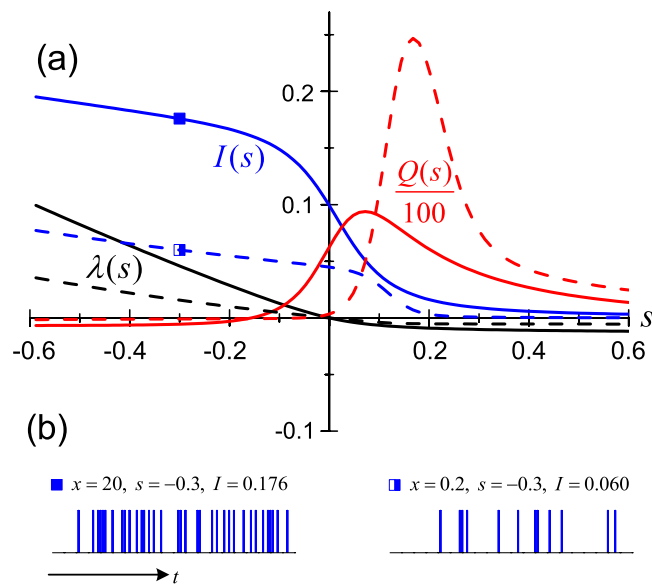 (a)
0.2
I(s)
Q(s)
100
0.1
λ(s)
s
-0.6 -0.4 -0.2 0.2 0.4 0.6
-0.1
(b)
x = 20, s = −0.3, I = 0.176
x = 0.2, s = −0.3, I = 0.060
t